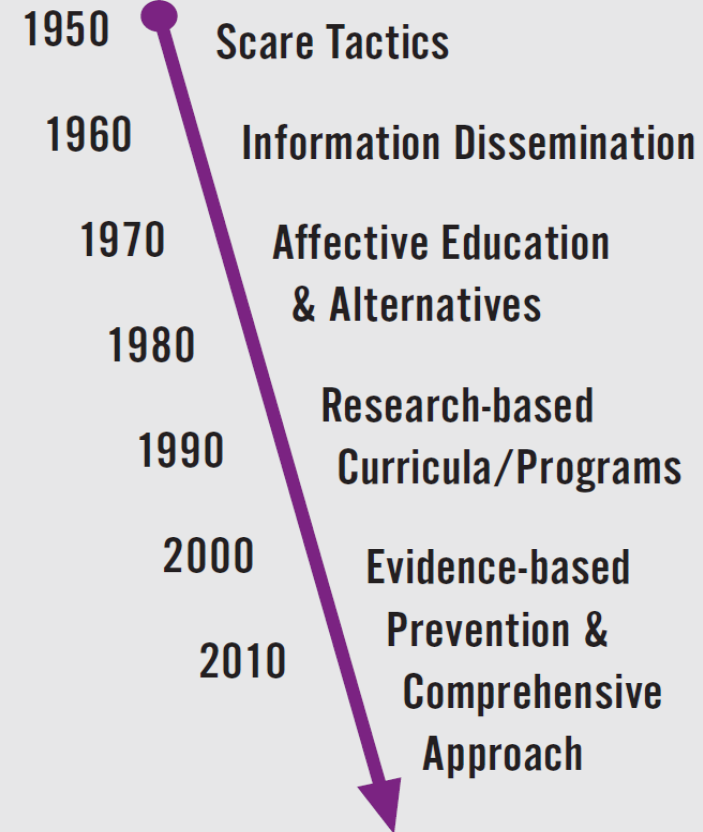 1950
Scare Tactics
1960
Information Dissemination
1970
Affective Education
& Alternatives
1980
Research-based
1990
Curricula/Programs
2000
Evidence-based
Prevention &
2010
Comprehensive
Approach